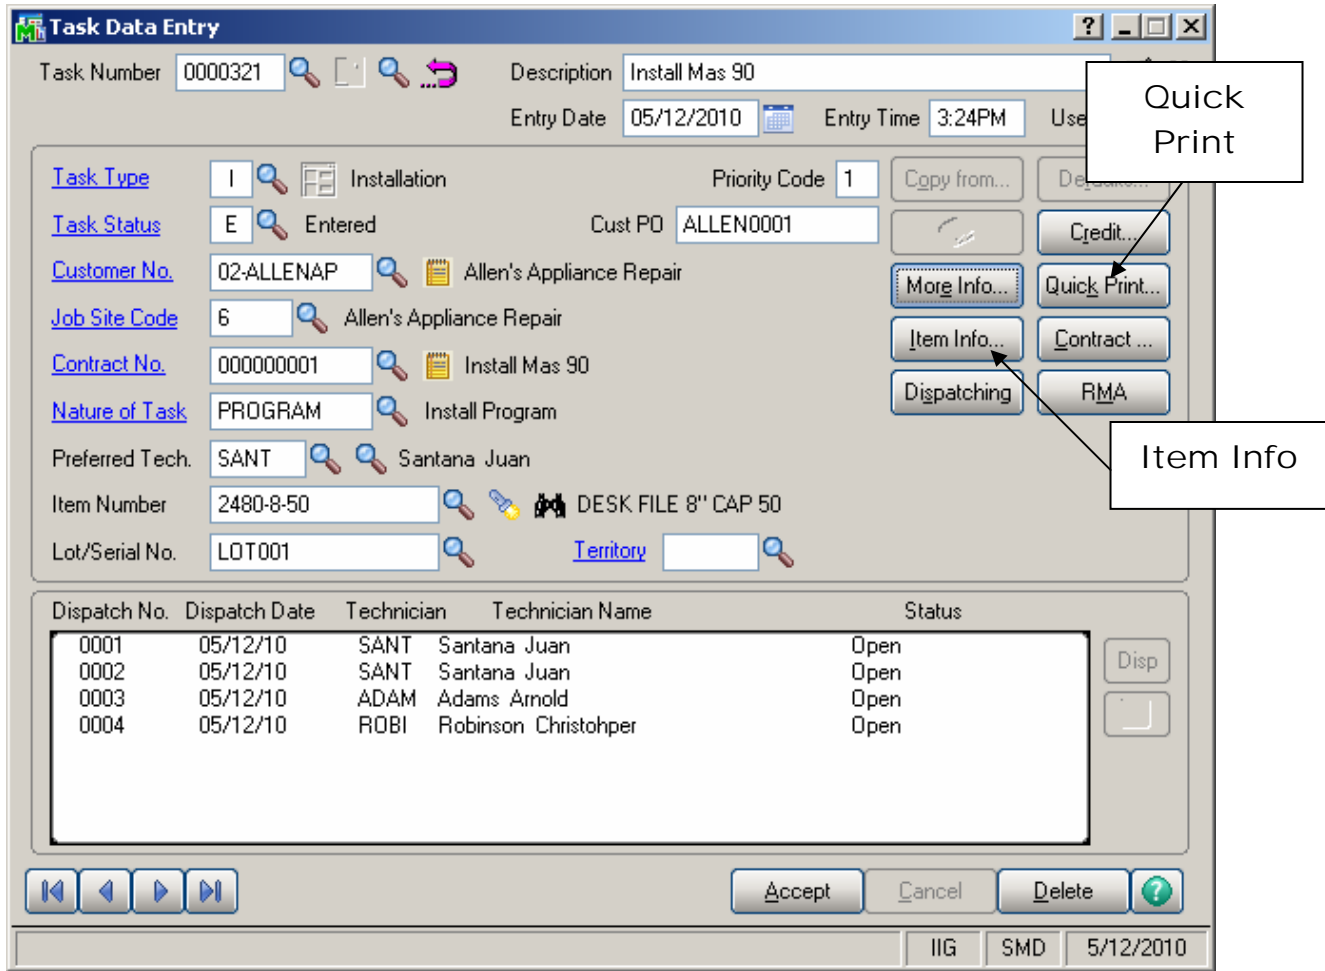 Task Data Entry
Task Number 0000321 Description Install Mas 90
Entry Date 05/12/2010 Entry Time 3:24PM Use
Quick
Print
Task Type I Installation Priority Code 1 Copy from...
Task Status E Entered Cust PO ALLEN0001 Credit...
Customer No. 02-ALLENAP Allen's Appliance Repair More Info... Quick Print...
Job Site Code 6 Allen's Appliance Repair Item Info... Contract ...
Contract No. 000000001 Install Mas 90
Nature of Task PROGRAM Install Program Dispatching RMA
Preferred Tech. SANT Santana Juan
Item Info
Item Number 2480-8-50 DESK FILE 8" CAP 50
Lot/Serial No. LOT001 Territory
Dispatch No. Dispatch Date Technician Technician Name Status
0001 05/12/10 SANT Santana Juan Open
0002 05/12/10 SANT Santana Juan Open
0003 05/12/10 ADAM Adams Arnold Open
0004 05/12/10 ROBI Robinson Christohper Open
Disp
Accept Cancel Delete
IIG SMD 5/12/2010